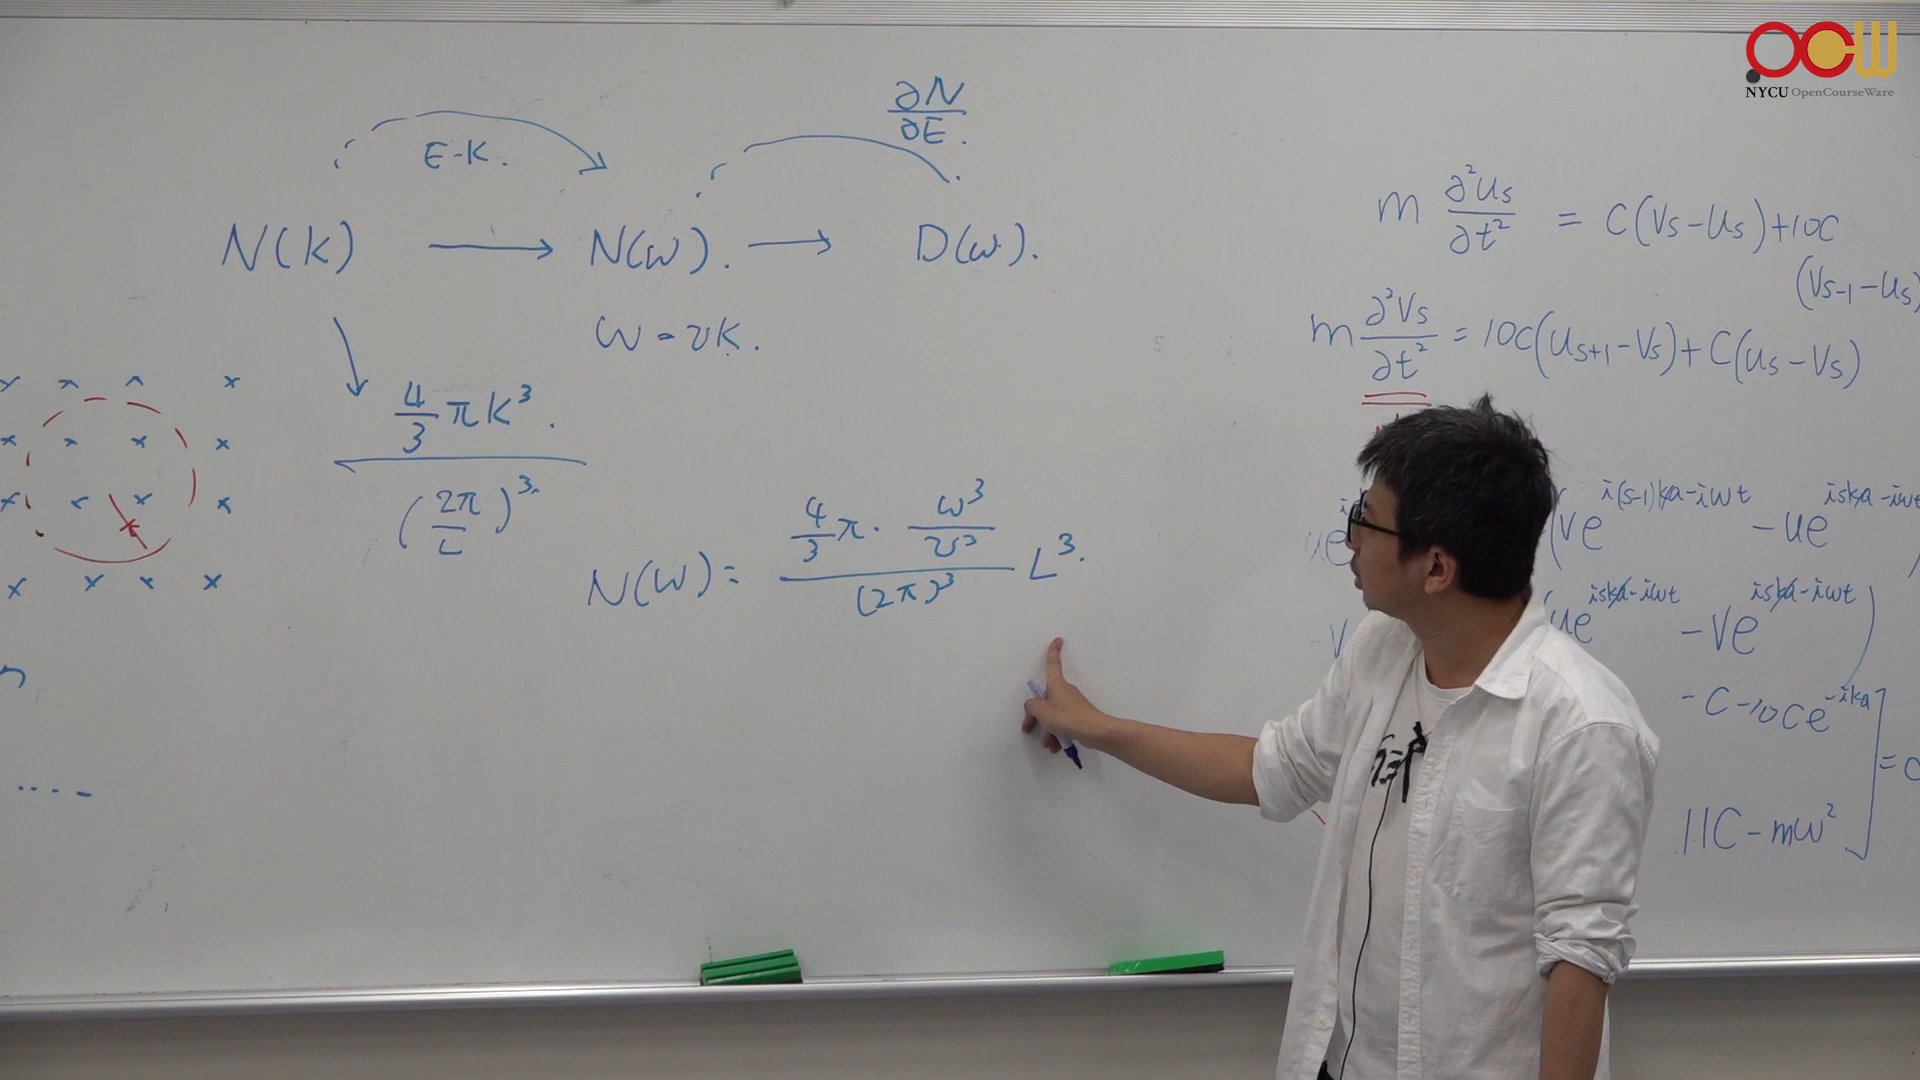 OCW
NYCU OpenCourseWare
∂N/∂E.
E-K.
N(K) → N(ω). → D(ω).
ω = vK.
4/3 πK³.
(2π/L)³
N(ω) = (4/3 π · ω³/v³)/(2π)³ L³.
m ∂²us/∂t² = C(Vs-us)+10C
(Vs-1-us)
m ∂²Vs/∂t² = 10C(us+1-Vs)+C(us-Vs)
(Ve^{i(s-1)ka-iωt} - ue^{iska-iωt}
ue^{iska-iωt} - Ve^{iska-iωt})
-C-10Ce^{-ika}
= 0
11C-mω²